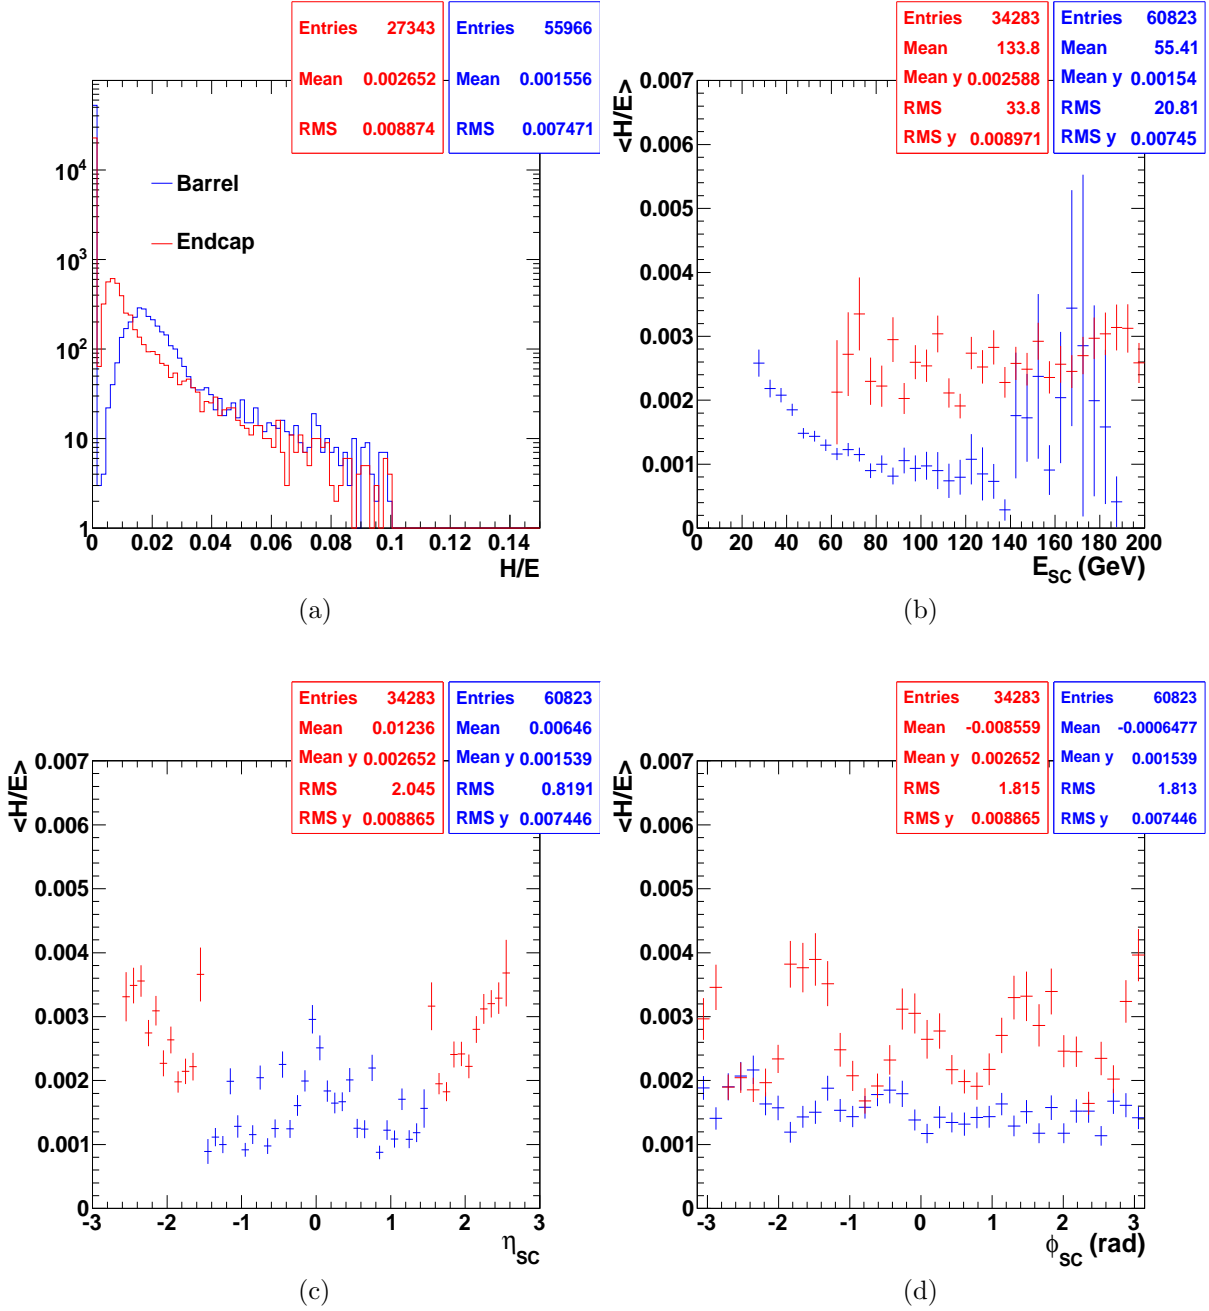 Entries 27343
Mean 0.002652
RMS 0.008874
Entries 55966
Mean 0.001556
RMS 0.007471
Barrel
Endcap
10^4
10^3
10^2
10
1
0 0.02 0.04 0.06 0.08 0.1 0.12 0.14
H/E
(a)
Entries 34283
Mean 133.8
Mean y 0.002588
RMS 33.8
RMS y 0.008971
Entries 60823
Mean 55.41
Mean y 0.00154
RMS 20.81
RMS y 0.00745
<H/E>
0.007
0.006
0.005
0.004
0.003
0.002
0.001
0
0 20 40 60 80 100 120 140 160 180 200
E_SC (GeV)
(b)
Entries 34283
Mean 0.01236
Mean y 0.002652
RMS 2.045
RMS y 0.008865
Entries 60823
Mean 0.00646
Mean y 0.001539
RMS 0.8191
RMS y 0.007446
<H/E>
0.007
0.006
0.005
0.004
0.003
0.002
0.001
0
-3 -2 -1 0 1 2 3
η_SC
(c)
Entries 34283
Mean -0.008559
Mean y 0.002652
RMS 1.815
RMS y 0.008865
Entries 60823
Mean -0.0006477
Mean y 0.001539
RMS 1.813
RMS y 0.007446
<H/E>
0.007
0.006
0.005
0.004
0.003
0.002
0.001
0
-3 -2 -1 0 1 2 3
ϕ_SC (rad)
(d)